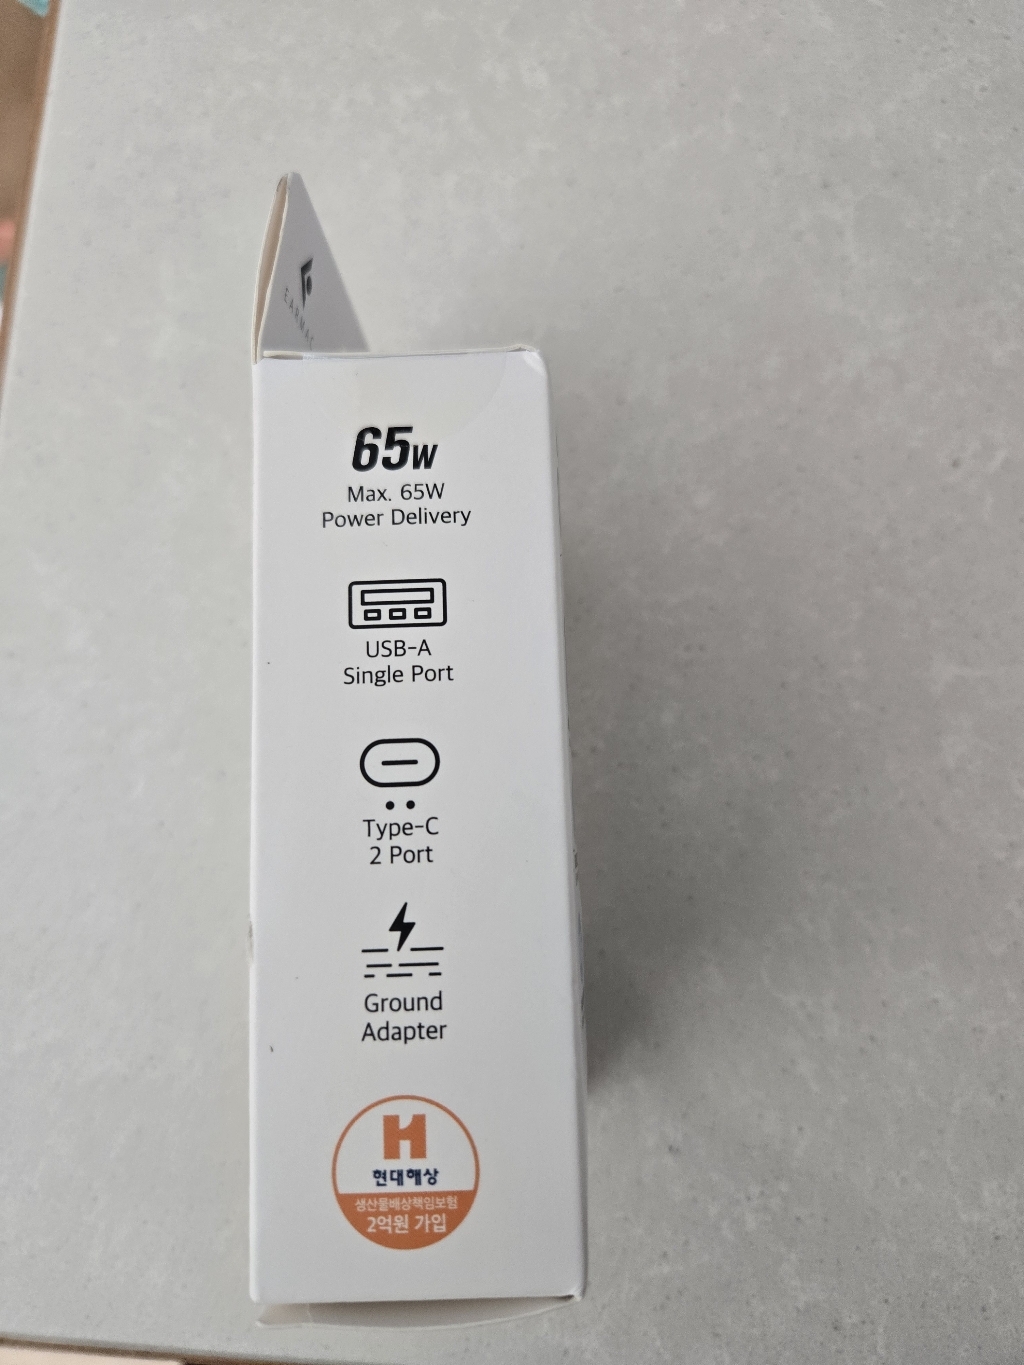 65W
Max. 65W
Power Delivery
USB-A
Single Port
Type-C
2 Port
Ground
Adapter
H
현대해상
생산물배상책임보험
2억원 가입